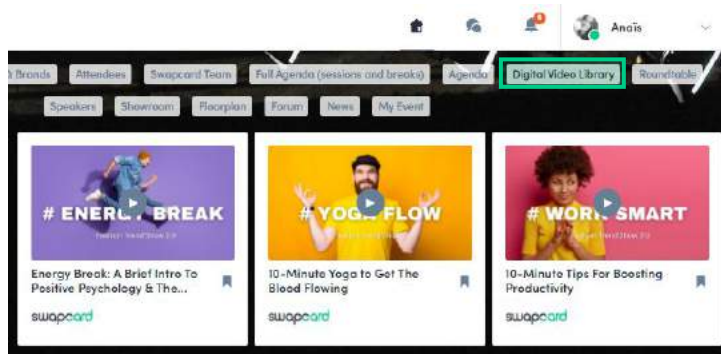 Anaïs
Brands Attendees Swapcard Team Full Agenda (sessions and breaks) Agenda Digital Video Library Roundtable
Speakers Showroom Floorplan Forum News My Event
# ENERGY BREAK
# YOGA FLOW
# WORK SMART
Energy Break: A Brief Intro To
Positive Psychology & The...
10-Minute Yoga to Get The
Blood Flowing
10-Minute Tips For Boosting
Productivity
swapcard
swapcard
swapcard